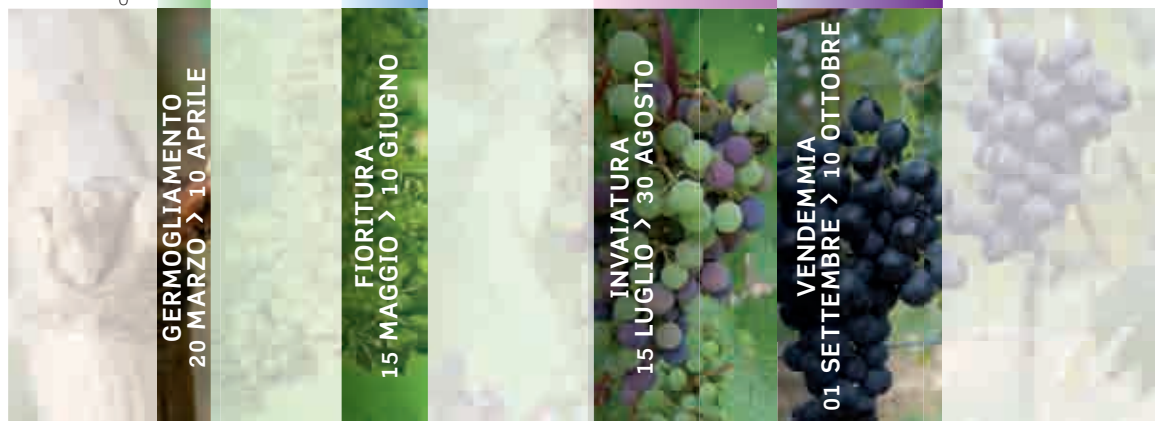 GERMOGLIAMENTO
20 MARZO > 10 APRILE
FIORITURA
15 MAGGIO > 10 GIUGNO
INVAIATURA
15 LUGLIO > 30 AGOSTO
VENDEMMIA
01 SETTEMBRE > 10 OTTOBRE